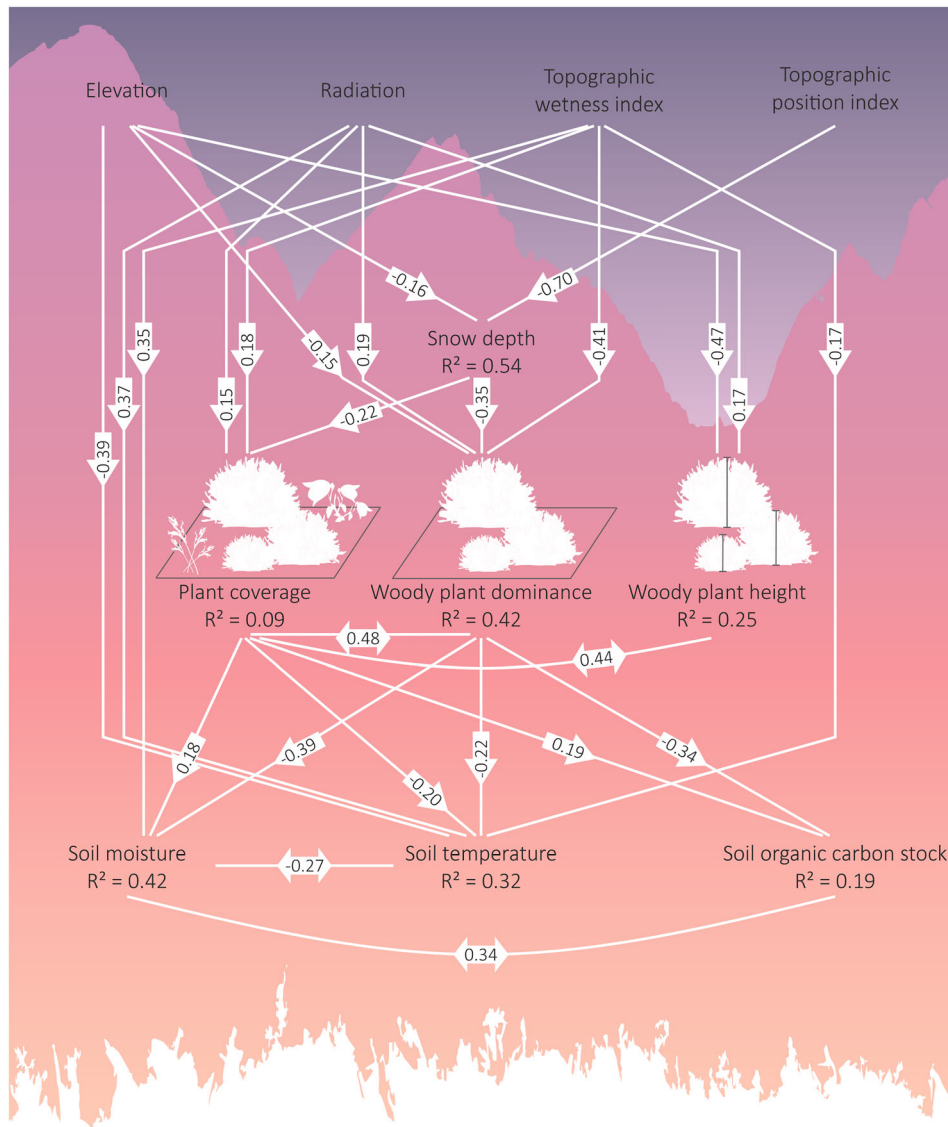 Elevation
Radiation
Topographic
wetness index
Topographic
position index
-0.16
-0.70
0.35
0.18
0.19
-0.15
Snow depth
R² = 0.54
-0.41
-0.47
-0.17
0.37
0.15
-0.22
-0.35
0.17
-0.39
Plant coverage
R² = 0.09
Woody plant dominance
R² = 0.42
Woody plant height
R² = 0.25
0.48
0.44
0.18
-0.39
-0.22
0.19
-0.34
-0.20
Soil moisture
R² = 0.42
-0.27
Soil temperature
R² = 0.32
Soil organic carbon stock
R² = 0.19
0.34